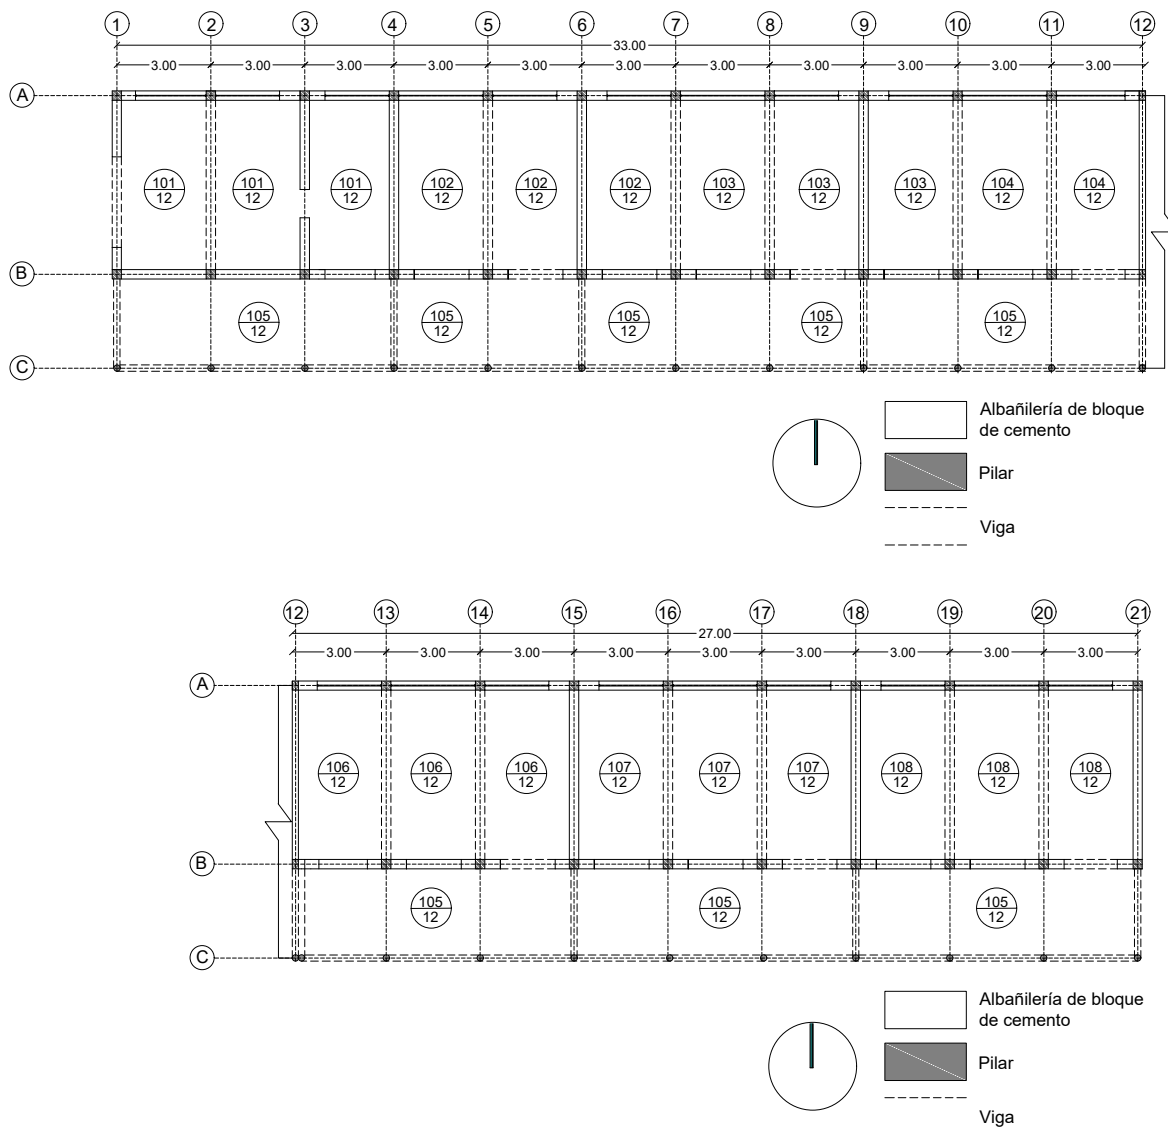 1 2 3 4 5 6 7 8 9 10 11 12
33.00
3.00 3.00 3.00 3.00 3.00 3.00 3.00 3.00 3.00 3.00 3.00
A
101 101 101 102 102 102 103 103 103 104 104
12 12 12 12 12 12 12 12 12 12 12
B
105 105 105 105 105
12 12 12 12 12
C
Albañilería de bloque
de cemento
Pilar
Viga
12 13 14 15 16 17 18 19 20 21
27.00
3.00 3.00 3.00 3.00 3.00 3.00 3.00 3.00 3.00
A
106 106 106 107 107 107 108 108 108
12 12 12 12 12 12 12 12 12
B
105 105 105
12 12 12
C
Albañilería de bloque
de cemento
Pilar
Viga